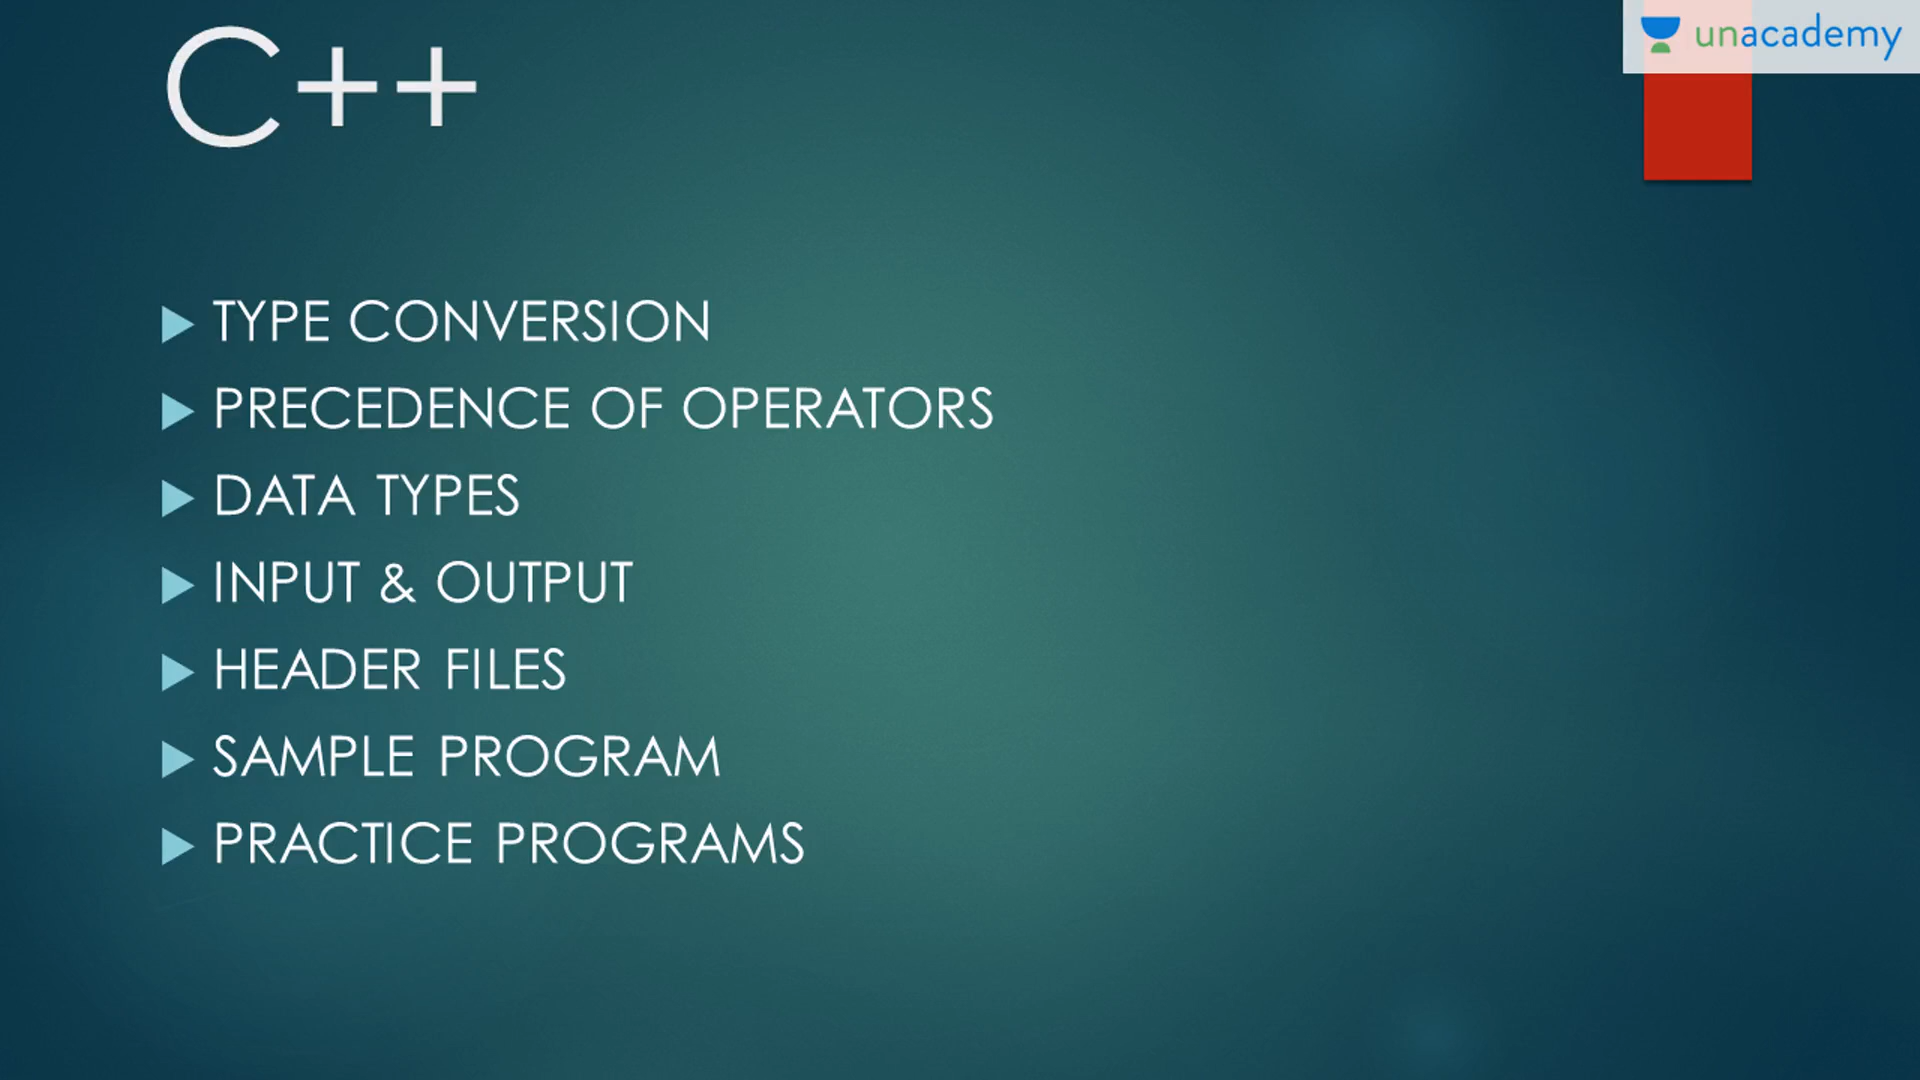 C++
unacademy
TYPE CONVERSION
PRECEDENCE OF OPERATORS
DATA TYPES
INPUT & OUTPUT
HEADER FILES
SAMPLE PROGRAM
PRACTICE PROGRAMS